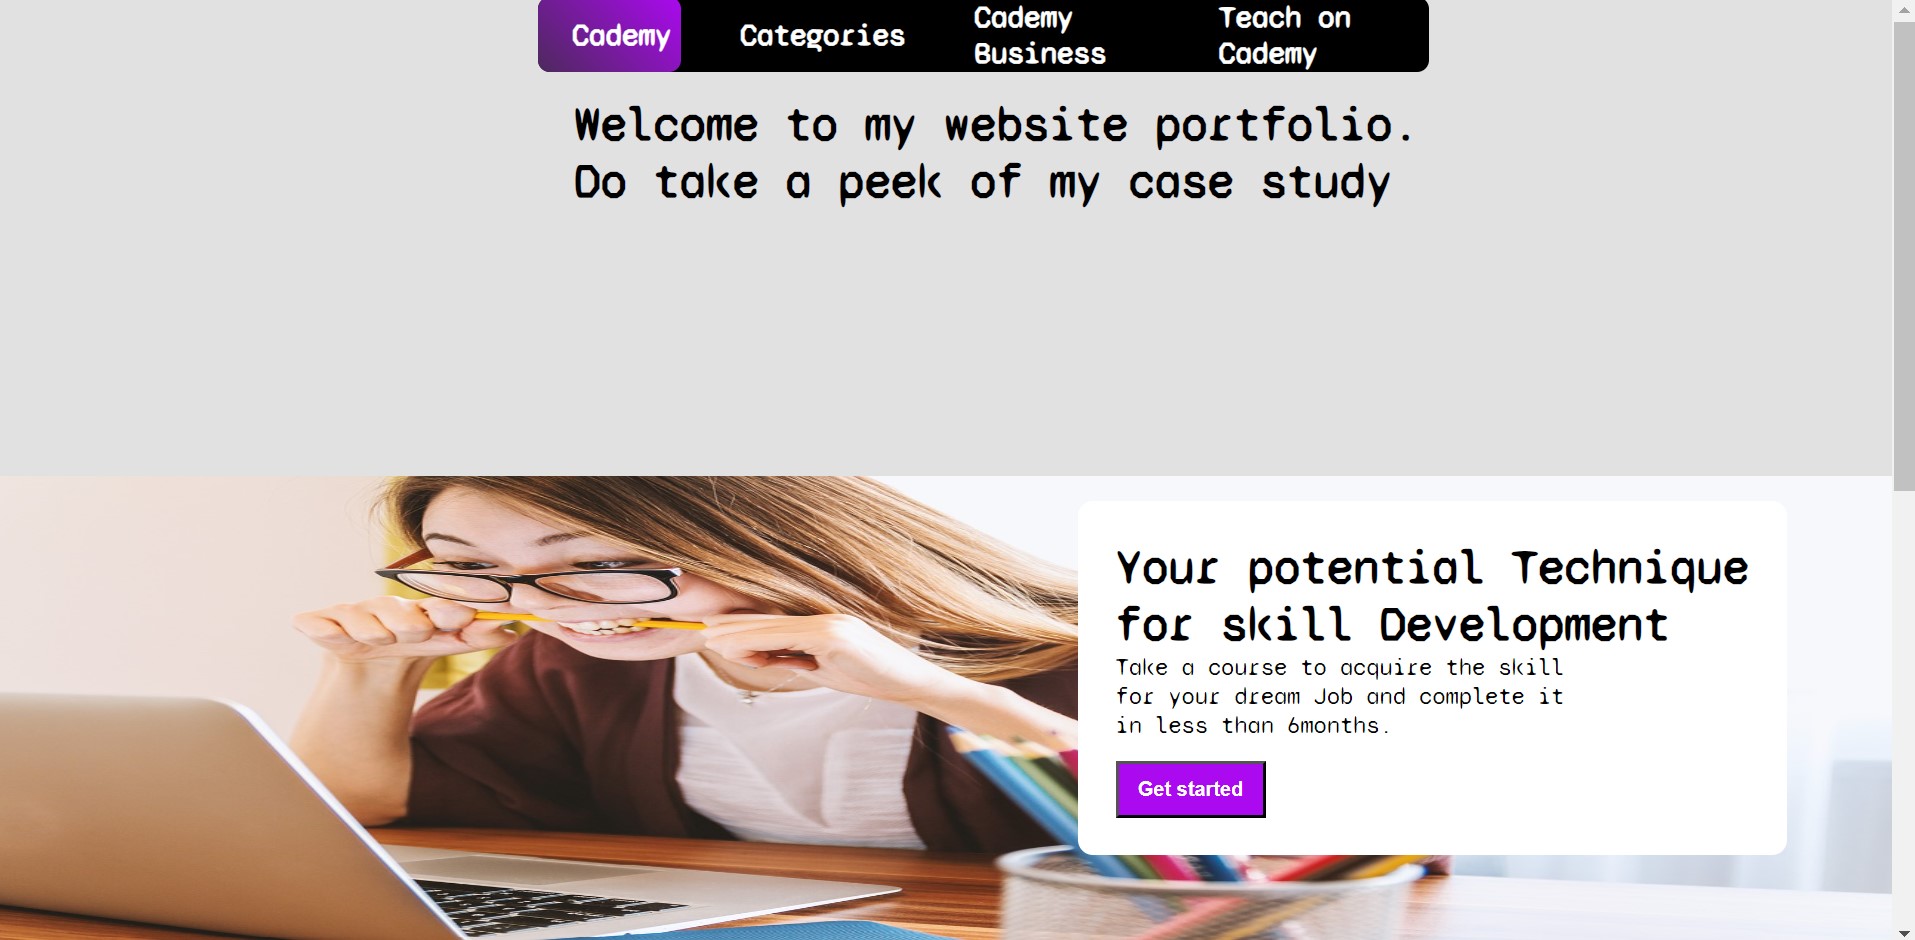 Cademy
Categories
Cademy
Business
Teach on
Cademy
Welcome to my website portfolio.
Do take a peek of my case study
Your potential Technique
for skill Development
Take a course to acquire the skill
for your dream Job and complete it
in less than 6months.
Get started